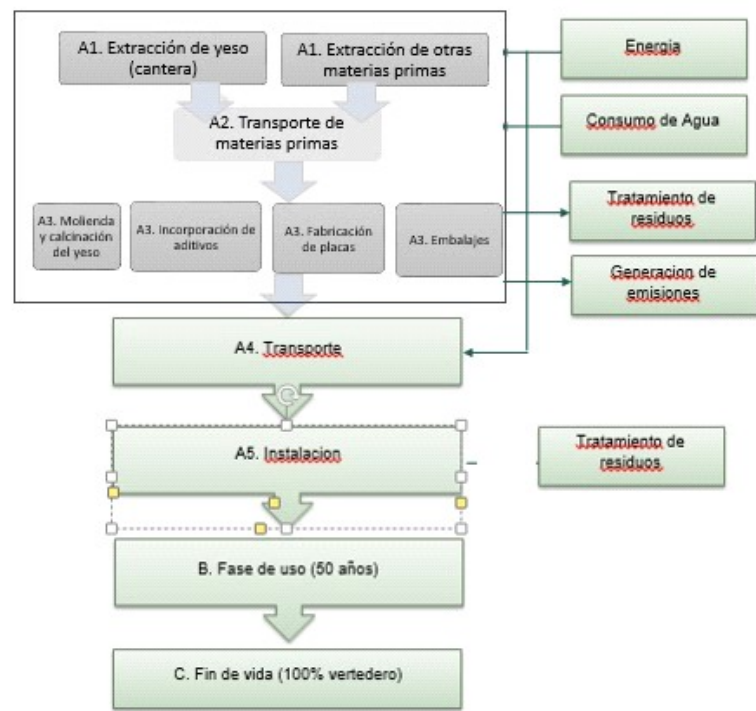 A1. Extracción de yeso
(cantera)
A1. Extracción de otras
materias primas
Energia
A2. Transporte de
materias primas
Consumo de Agua
A3. Molienda
y calcinación
del yeso
A3. Incorporación de
aditivos
A3. Fabricación
de placas
A3. Embalajes
Tratamiento de
residuos
Generacion de
emisiones
A4. Transporte
A5. Instalacion
Tratamiento de
residuos
B. Fase de uso (50 años)
C. Fin de vida (100% vertedero)